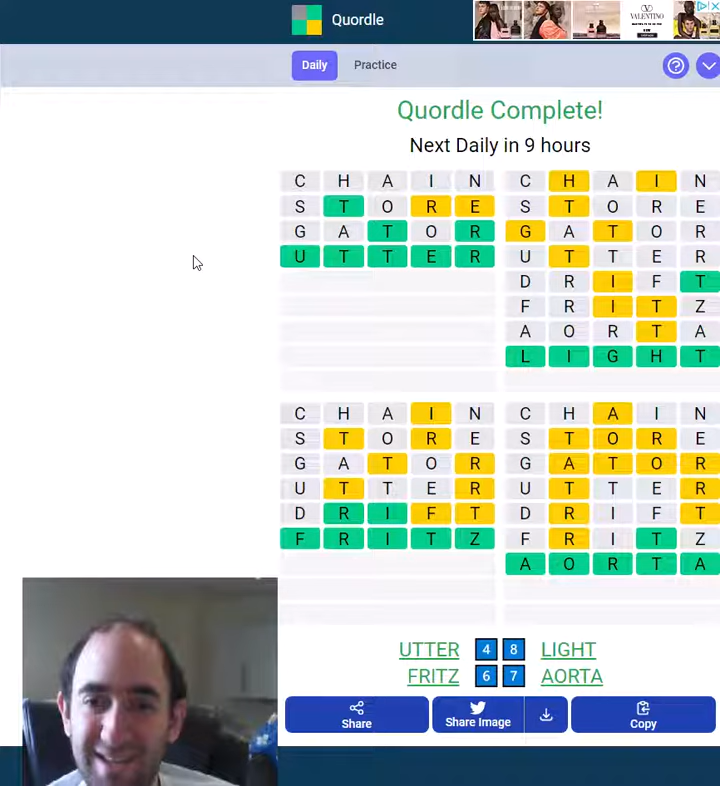 Quordle
VALENTINO
Daily Practice
Quordle Complete!
Next Daily in 9 hours
C H A I N
S T O R E
G A T O R
U T T E R
C H A I N
S T O R E
G A T O R
U T T E R
D R I F T
F R I T Z
A O R T A
L I G H T
C H A I N
S T O R E
G A T O R
U T T E R
D R I F T
F R I T Z
C H A I N
S T O R E
G A T O R
U T T E R
D R I F T
F R I T Z
A O R T A
UTTER 4 8 LIGHT
FRITZ 6 7 AORTA
Share Share Image Copy